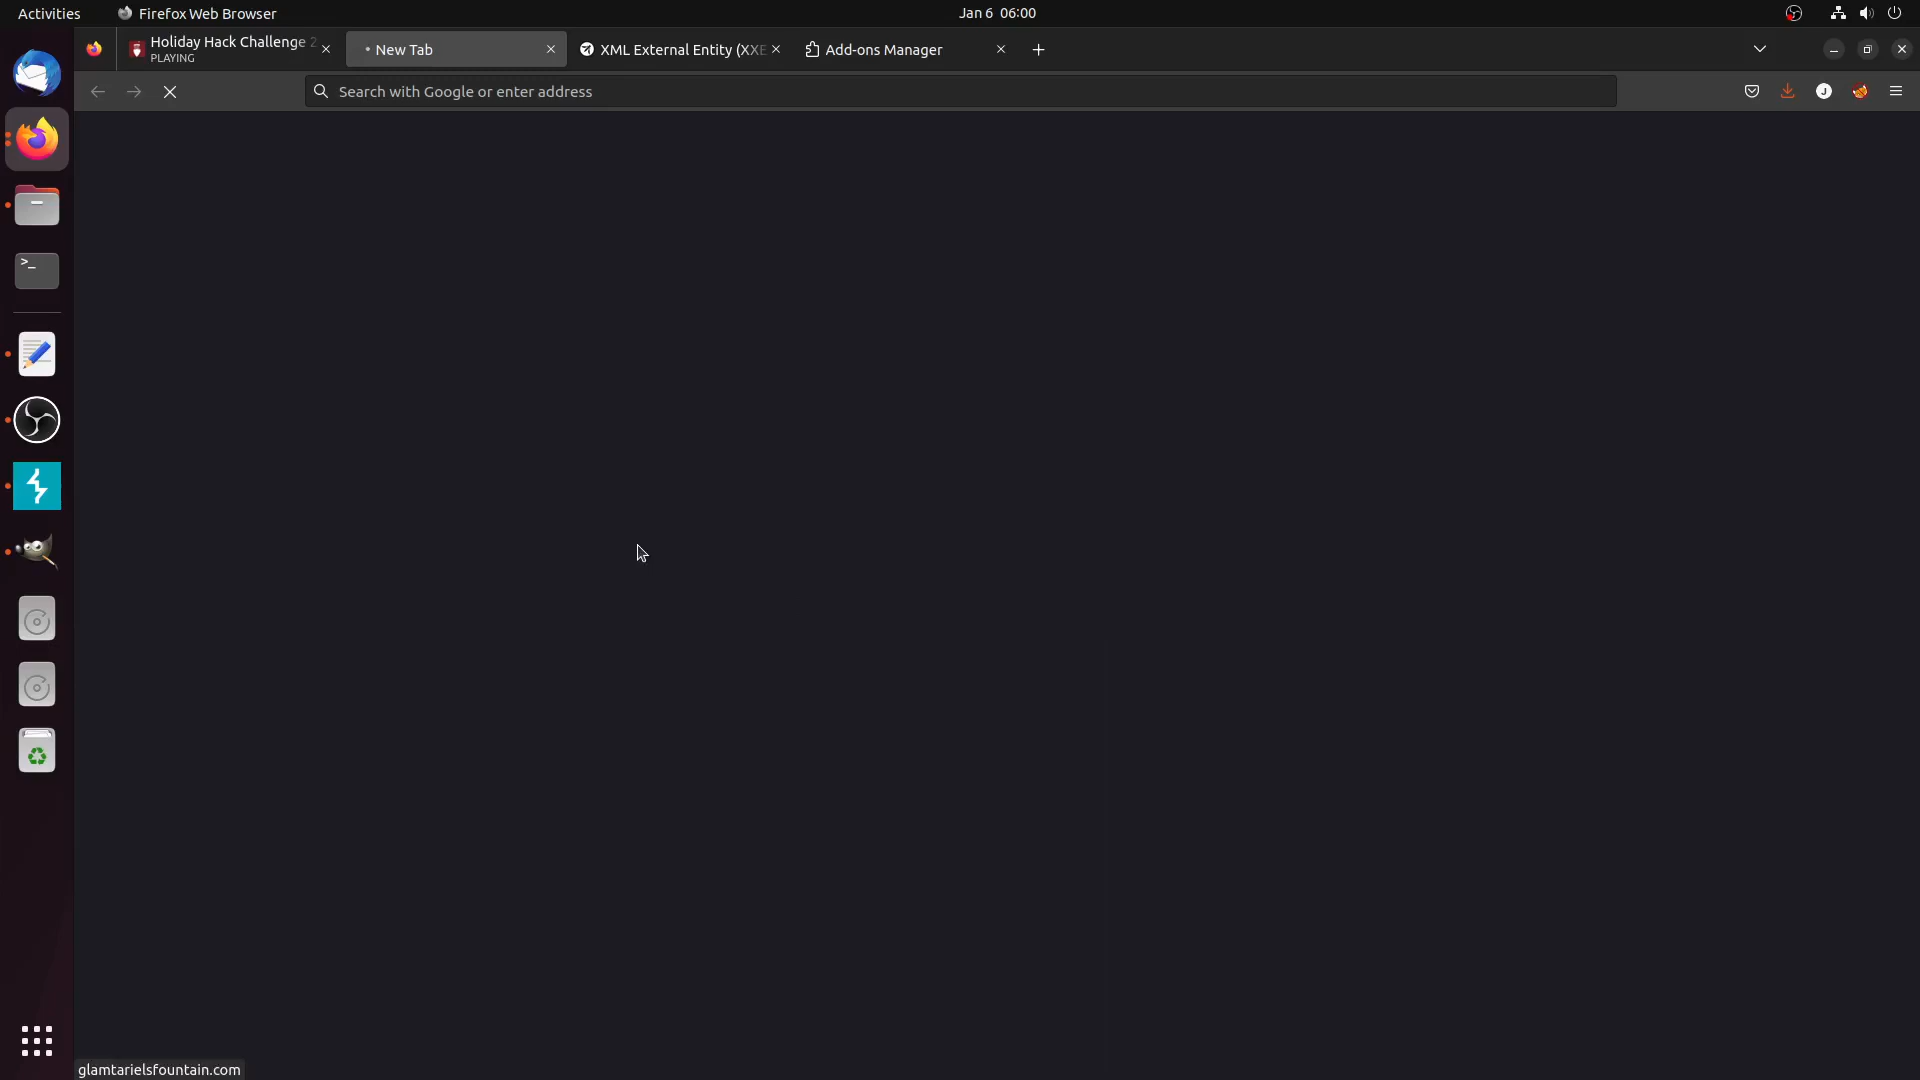 Activities
Firefox Web Browser
Jan 6 06:00
Holiday Hack Challenge 2
PLAYING
New Tab
XML External Entity (XXE
Add-ons Manager
Search with Google or enter address
J
>_
glamtarielsfountain.com